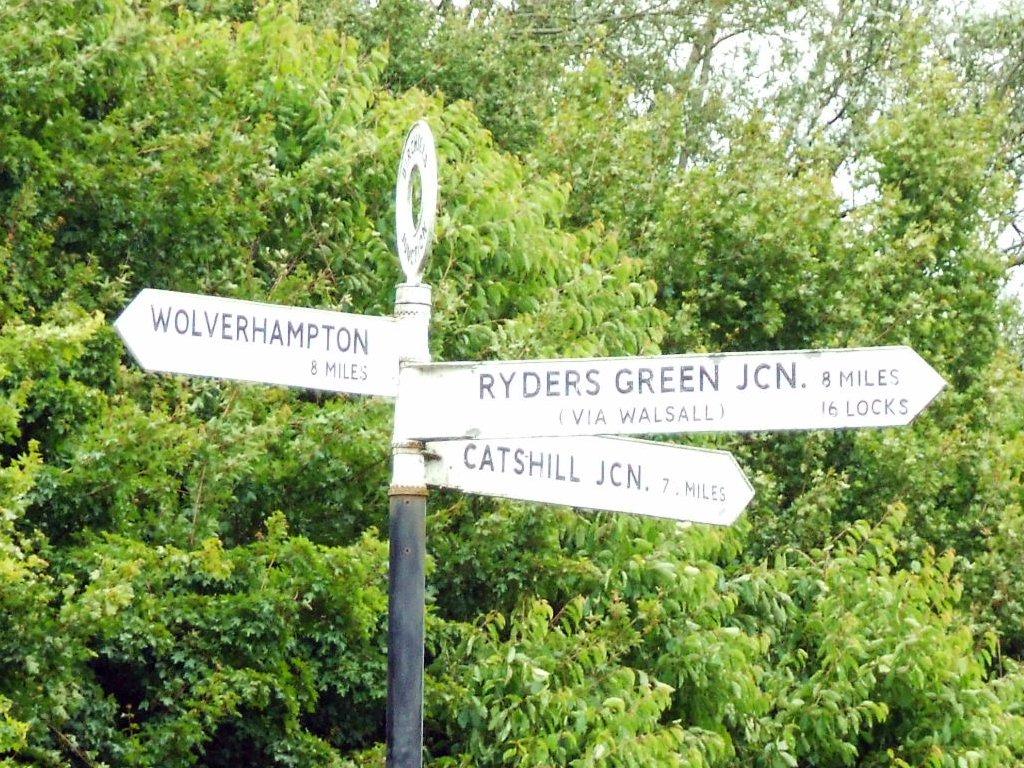 WOLVERHAMPTON
8 MILES
RYDERS GREEN JCN. 8 MILES
(VIA WALSALL) 16 LOCKS
CATSHILL JCN. 7. MILES